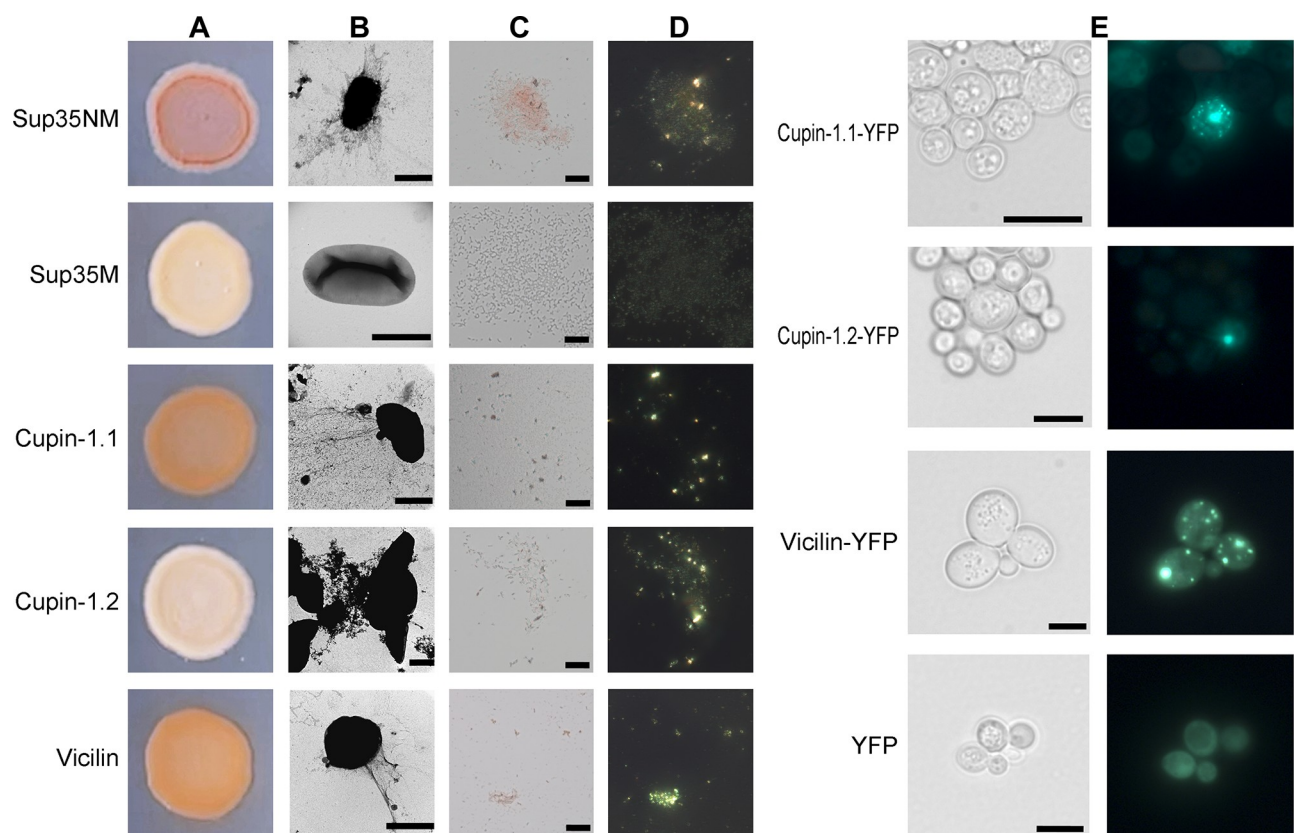 A B C D E
Sup35NM
Cupin-1.1-YFP
Sup35M
Cupin-1.2-YFP
Cupin-1.1
Vicilin-YFP
Cupin-1.2
YFP
Vicilin